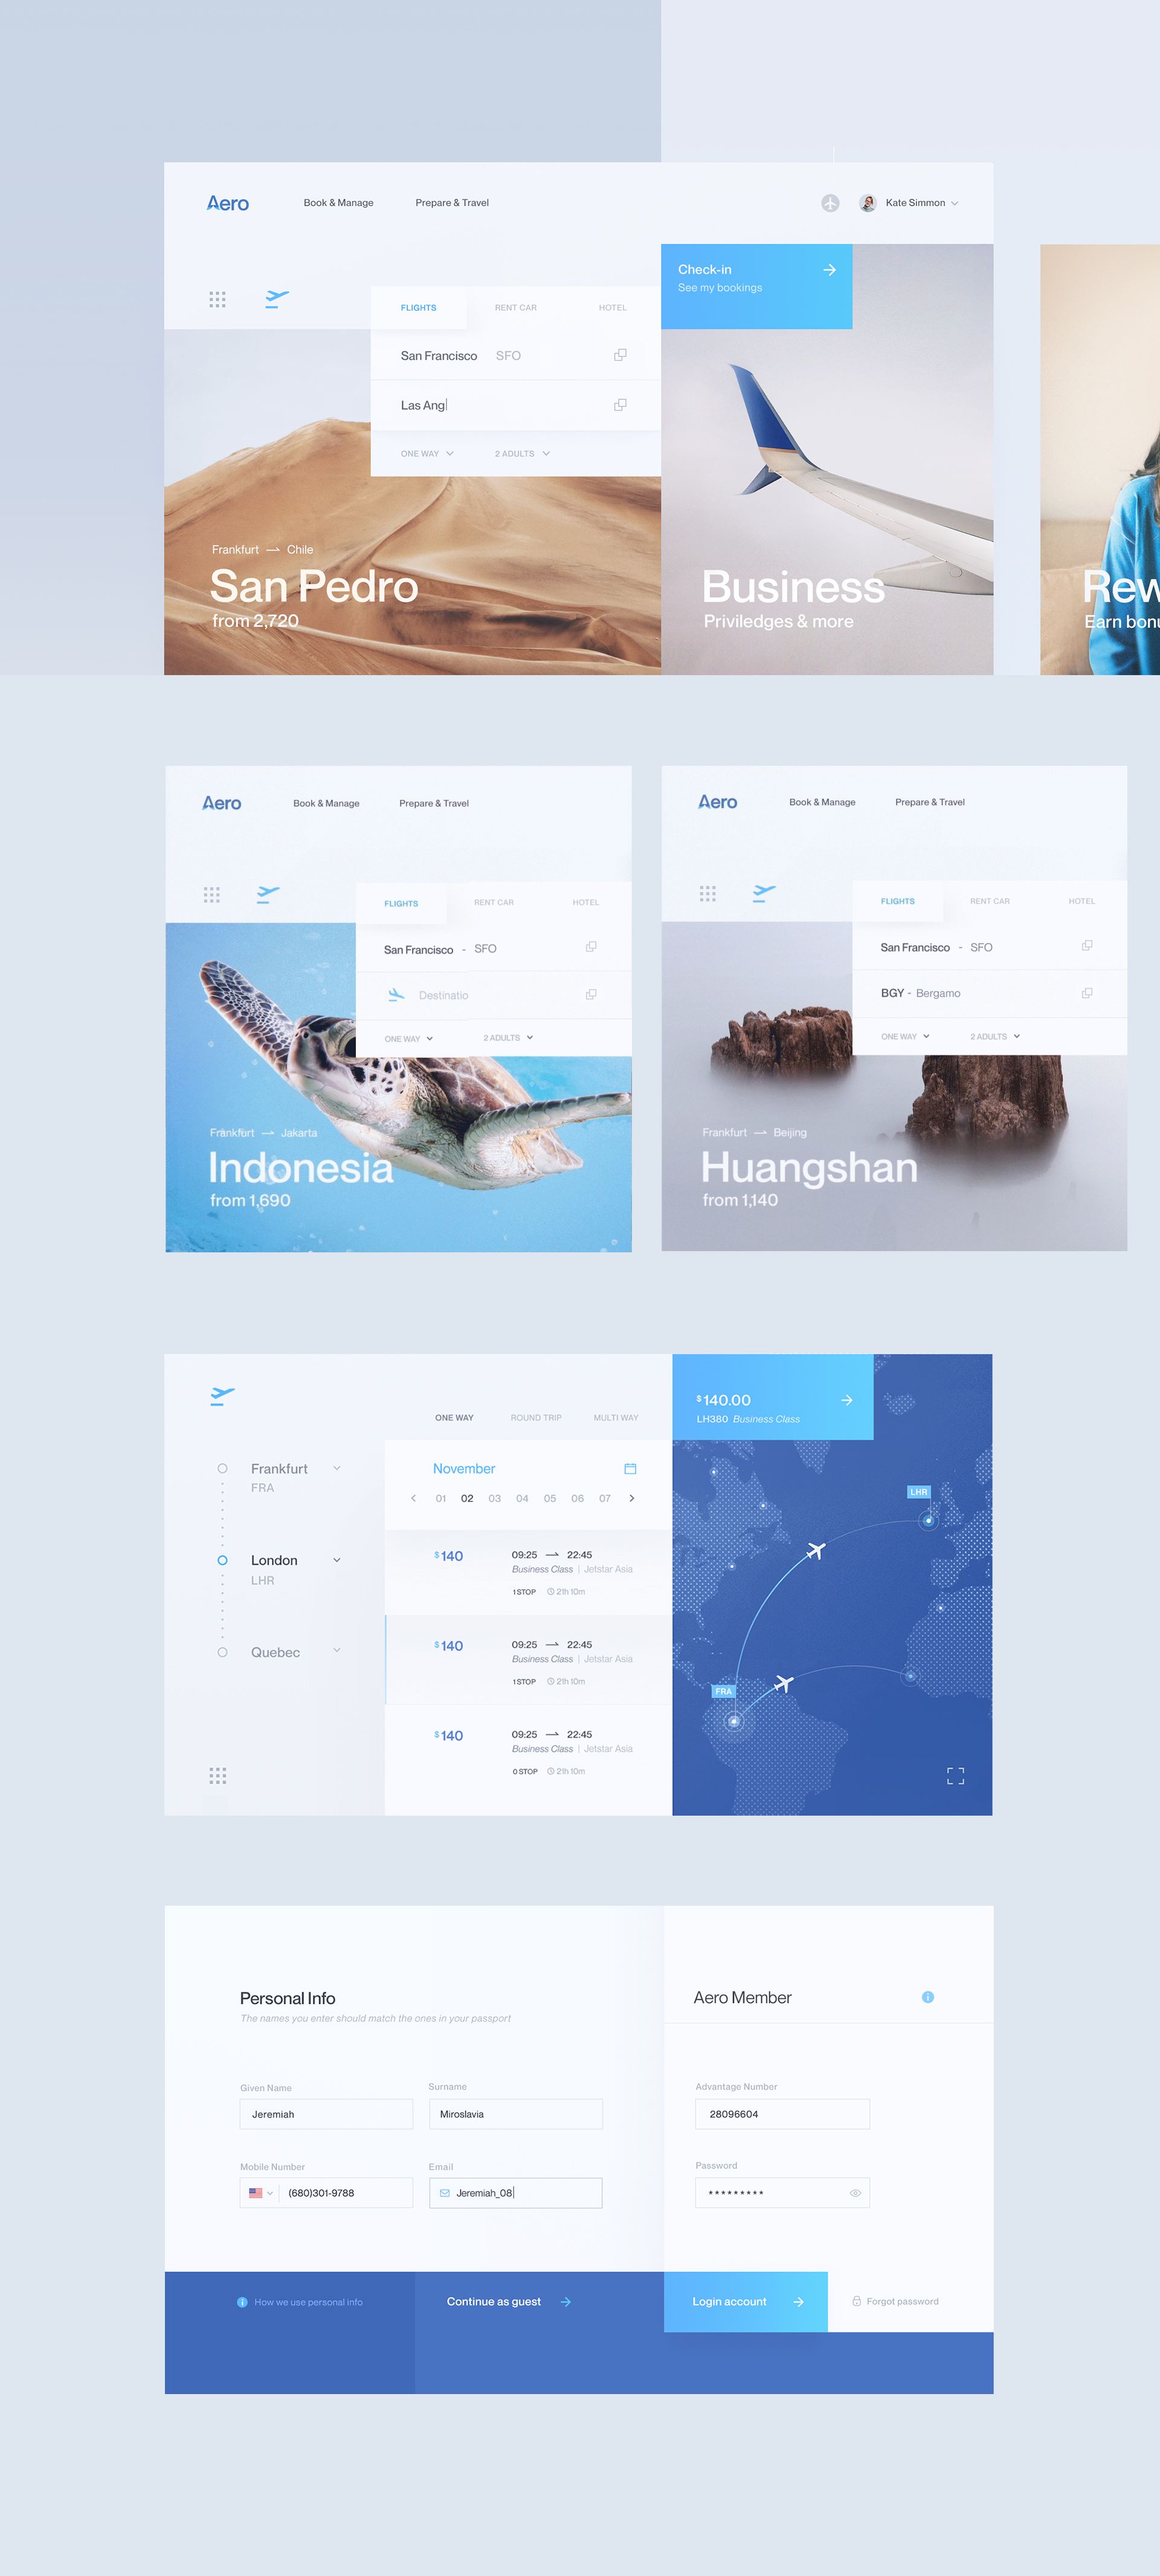 Aero
Book & Manage
Prepare & Travel
Kate Simmon
Check-in
See my bookings
FLIGHTS
RENT CAR
HOTEL
San Francisco SFO
Las Ang
ONE WAY
2 ADULTS
Frankfurt → Chile
San Pedro
from 2,720
Business
Priviledges & more
Rew
Earn bonu
Aero
Book & Manage
Prepare & Travel
FLIGHTS
RENT CAR
HOTEL
San Francisco - SFO
Destinatio
ONE WAY
2 ADULTS
Frankfurt → Jakarta
Indonesia
from 1,690
Aero
Book & Manage
Prepare & Travel
FLIGHTS
RENT CAR
HOTEL
San Francisco - SFO
BGY - Bergamo
ONE WAY
2 ADULTS
Frankfurt → Beijing
Huangshan
from 1,140
Frankfurt
FRA
London
LHR
Quebec
ONE WAY
ROUND TRIP
MULTI WAY
November
01 02 03 04 05 06 07
$140
09:25 → 22:45
Business Class | Jetstar Asia
1 STOP 21h 10m
$140
09:25 → 22:45
Business Class | Jetstar Asia
1 STOP 21h 10m
$140
09:25 → 22:45
Business Class | Jetstar Asia
0 STOP 21h 10m
$140.00
LH380 Business Class
LHR
FRA
Personal Info
The names you enter should match the ones in your passport
Given Name
Jeremiah
Surname
Miroslavia
Mobile Number
(680)301-9788
Email
Jeremiah_08
Aero Member
Advantage Number
28096604
Password
*********
How we use personal info
Continue as guest
Login account
Forgot password